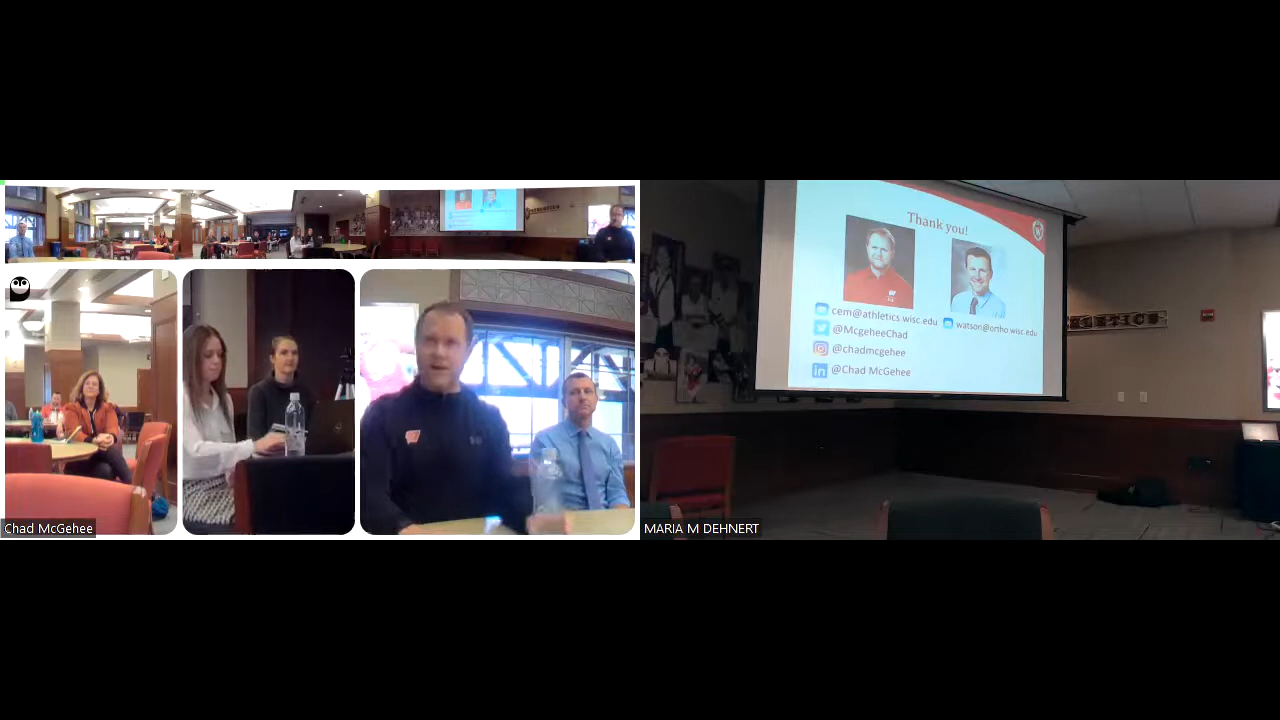 Chad McGehee
Thank you!
cem@athletics.wisc.edu
watson@ortho.wisc.edu
@McgeheeChad
@chadmcgehee
@Chad McGehee
MARIA M DEHNERT